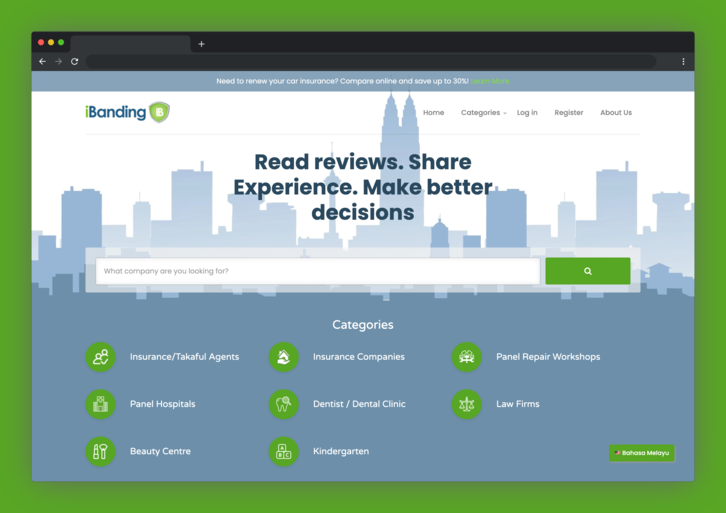 Need to renew your car insurance? Compare online and save up to 30%! Learn More
iBanding B
Home Categories Log in Register About Us
Read reviews. Share
Experience. Make better
decisions
What company are you looking for?
Categories
Insurance/Takaful Agents
Insurance Companies
Panel Repair Workshops
Panel Hospitals
Dentist / Dental Clinic
Law Firms
Beauty Centre
A B C
Kindergarten
Bahasa Melayu